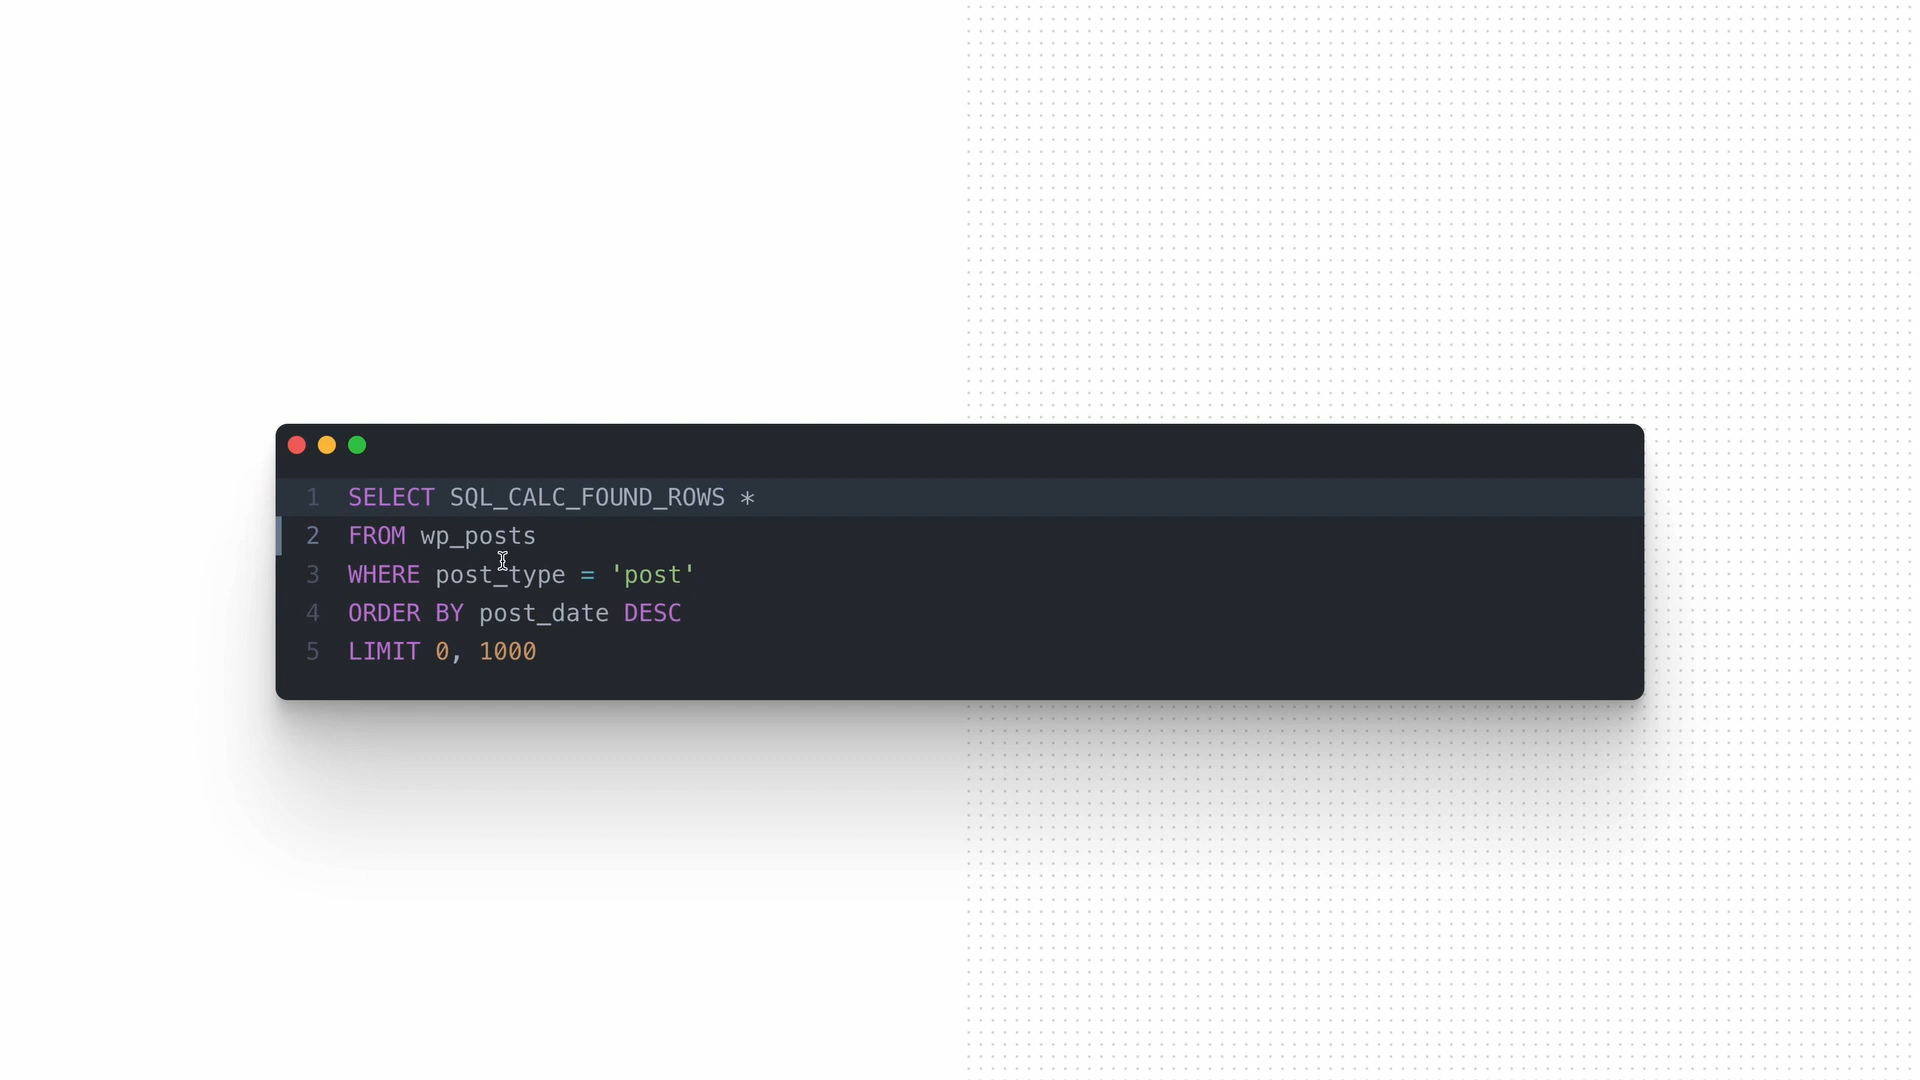 1 SELECT SQL_CALC_FOUND_ROWS *
2 FROM wp_posts
3 WHERE post_type = 'post'
4 ORDER BY post_date DESC
5 LIMIT 0, 1000